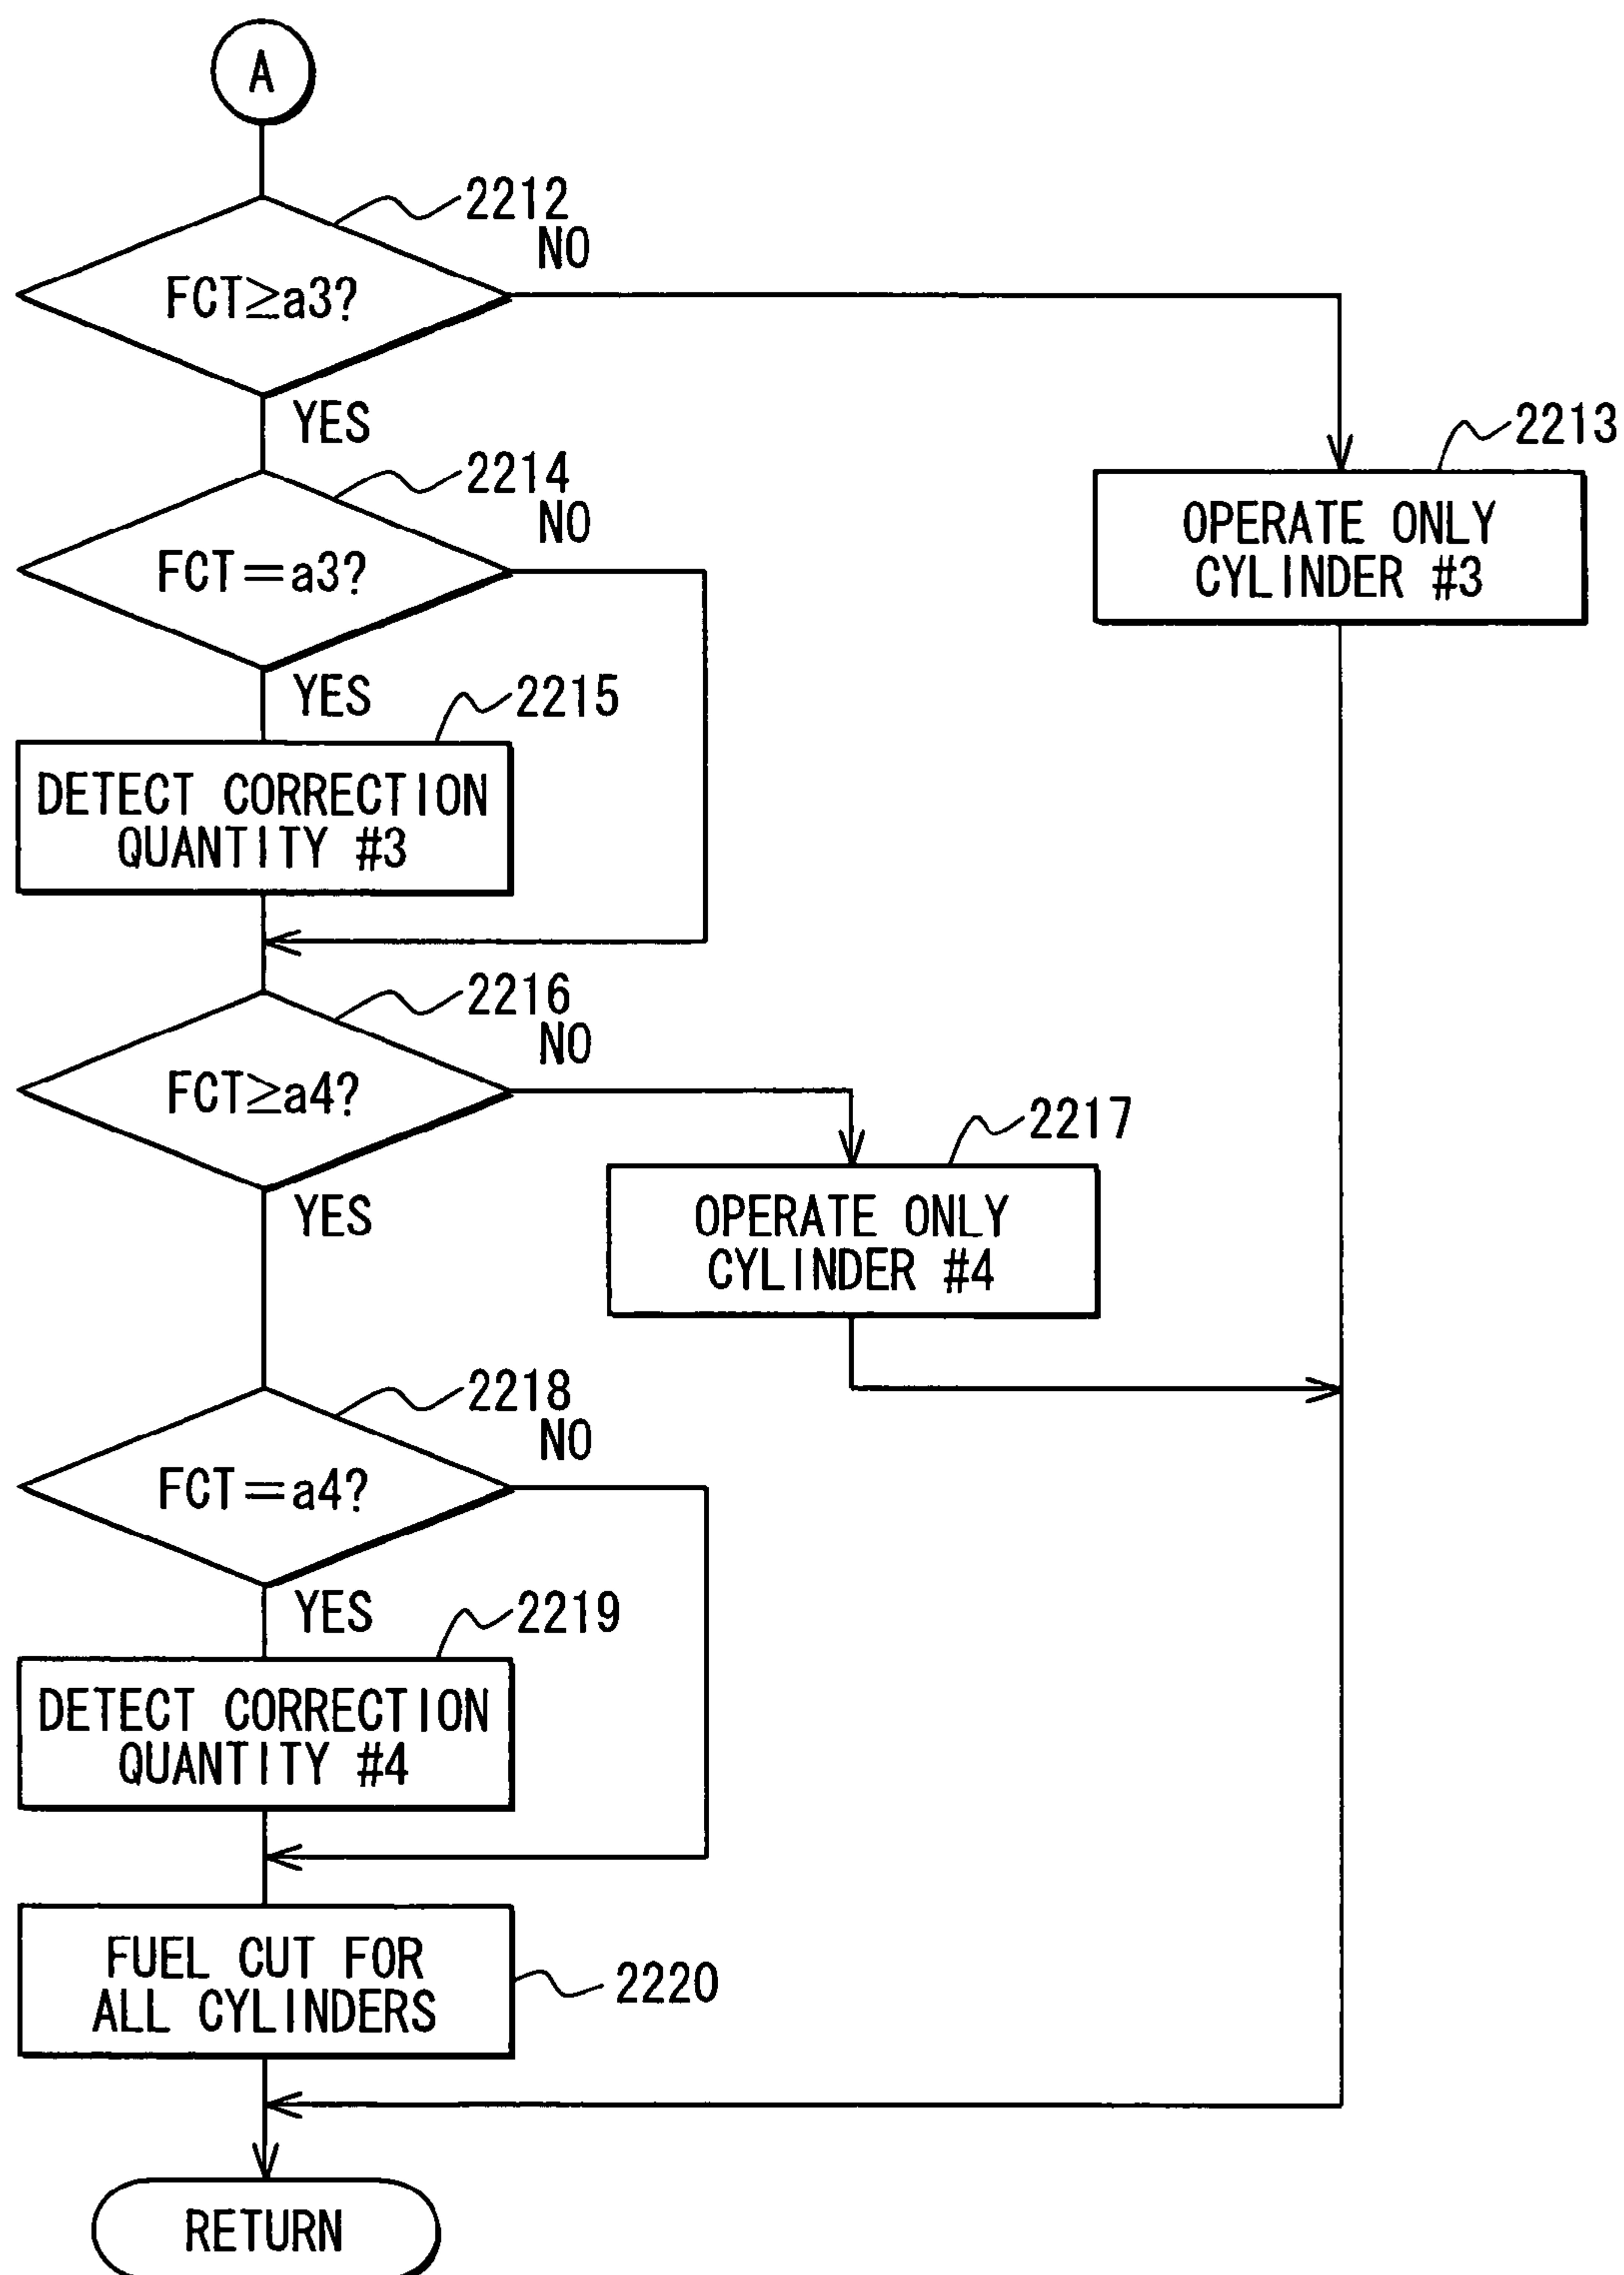 A
2212
NO
FCT≧a3?
YES
2213
OPERATE ONLY
CYLINDER #3
2214
NO
FCT=a3?
YES
2215
DETECT CORRECTION
QUANTITY #3
2216
NO
FCT≧a4?
YES
2217
OPERATE ONLY
CYLINDER #4
2218
NO
FCT=a4?
YES
2219
DETECT CORRECTION
QUANTITY #4
FUEL CUT FOR
ALL CYLINDERS
2220
RETURN